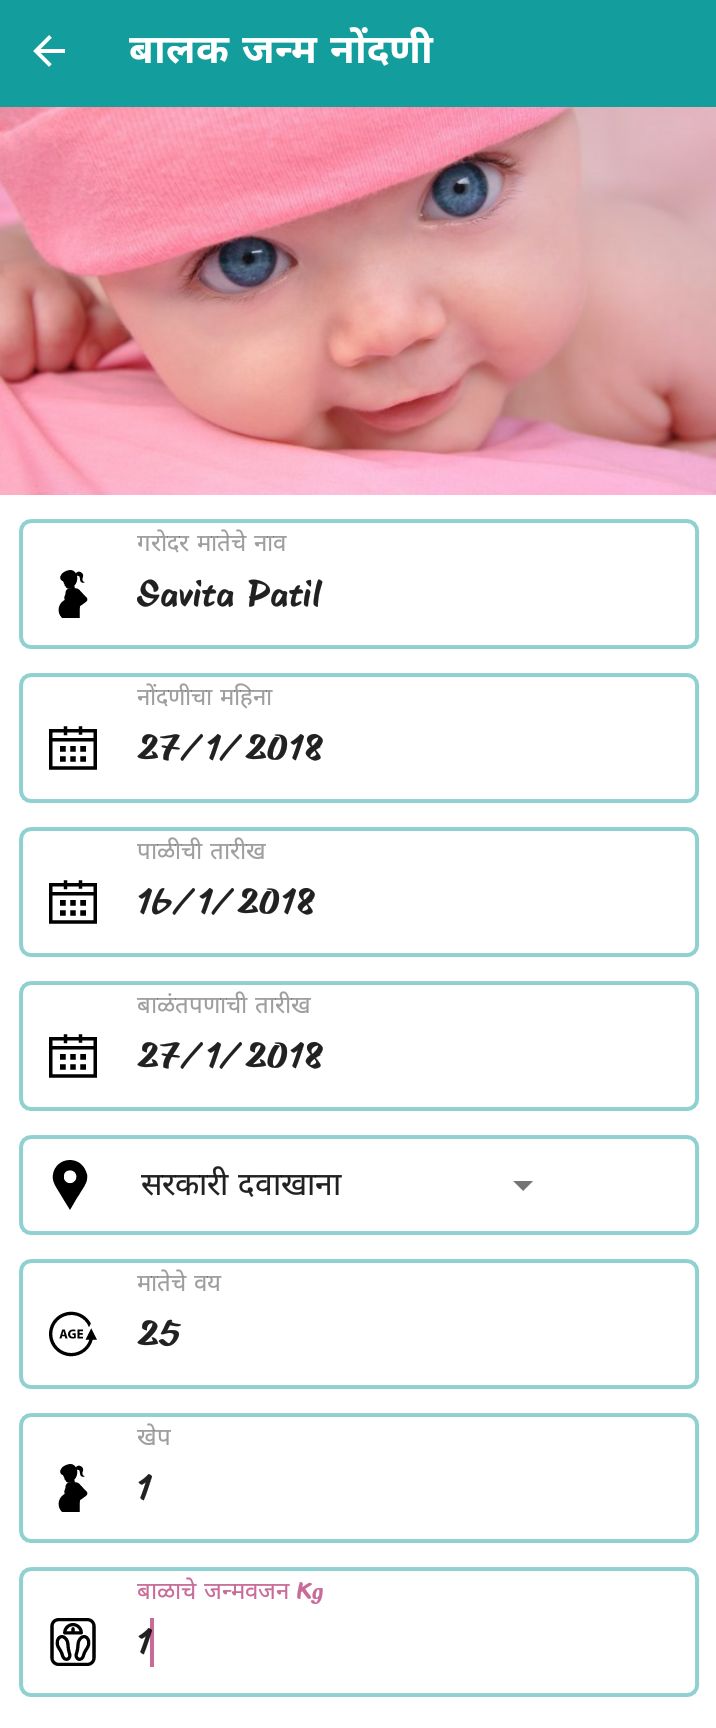 बालक जन्म नोंदणी
गरोदर मातेचे नाव
Savita Patil
नोंदणीचा महिना
27/1/2018
पाळीची तारीख
16/1/2018
बाळंतपणाची तारीख
27/1/2018
सरकारी दवाखाना
मातेचे वय
AGE
25
खेप
1
बाळाचे जन्मवजन Kg
1